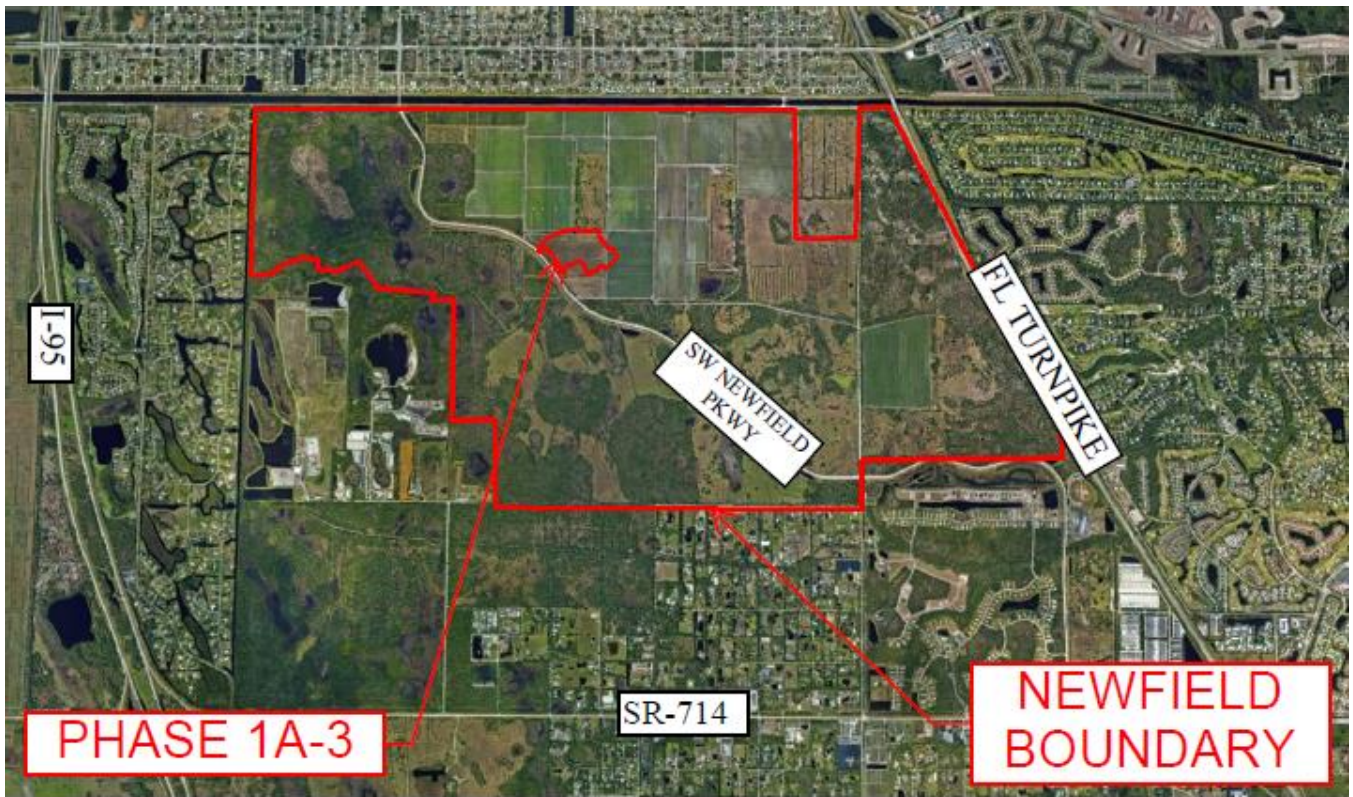 I-95
FL TURNPIKE
SW NEWFIELD
PKWY
SR-714
PHASE 1A-3
NEWFIELD
BOUNDARY